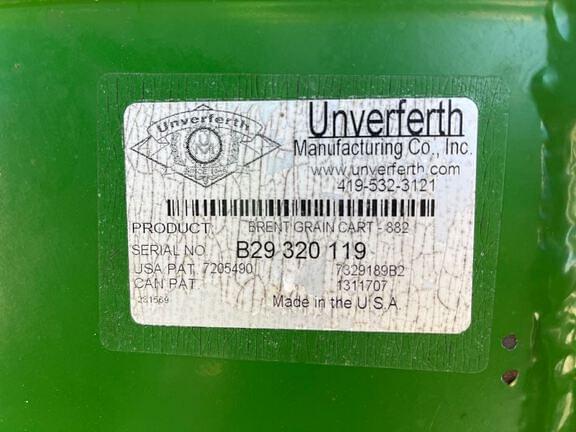 Unverferth
Unverferth
Manufacturing Co., Inc.
www.unverferth.com
419-532-3121
PRODUCT BRENT GRAIN CART - 882
SERIAL NO B29 320 119
USA PAT. 7205490 7329189B2
CAN PAT. 1311707
281569 Made in the U.S.A.